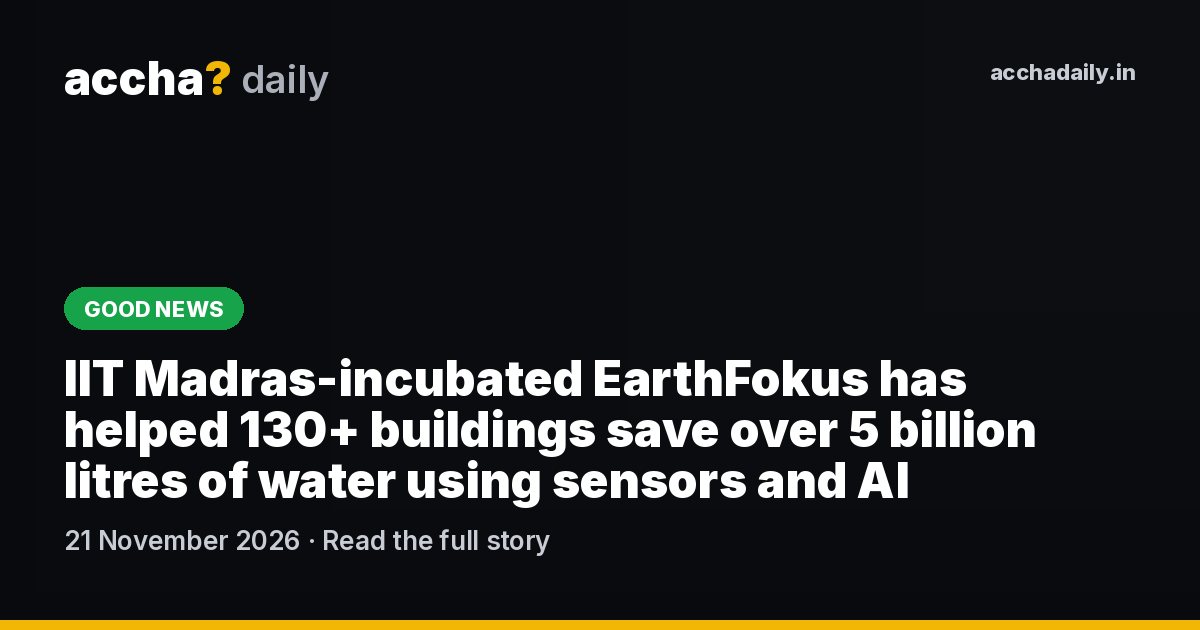 accha? daily
acchadaily.in
GOOD NEWS
IIT Madras-incubated EarthFokus has
helped 130+ buildings save over 5 billion
litres of water using sensors and AI
21 November 2026 · Read the full story